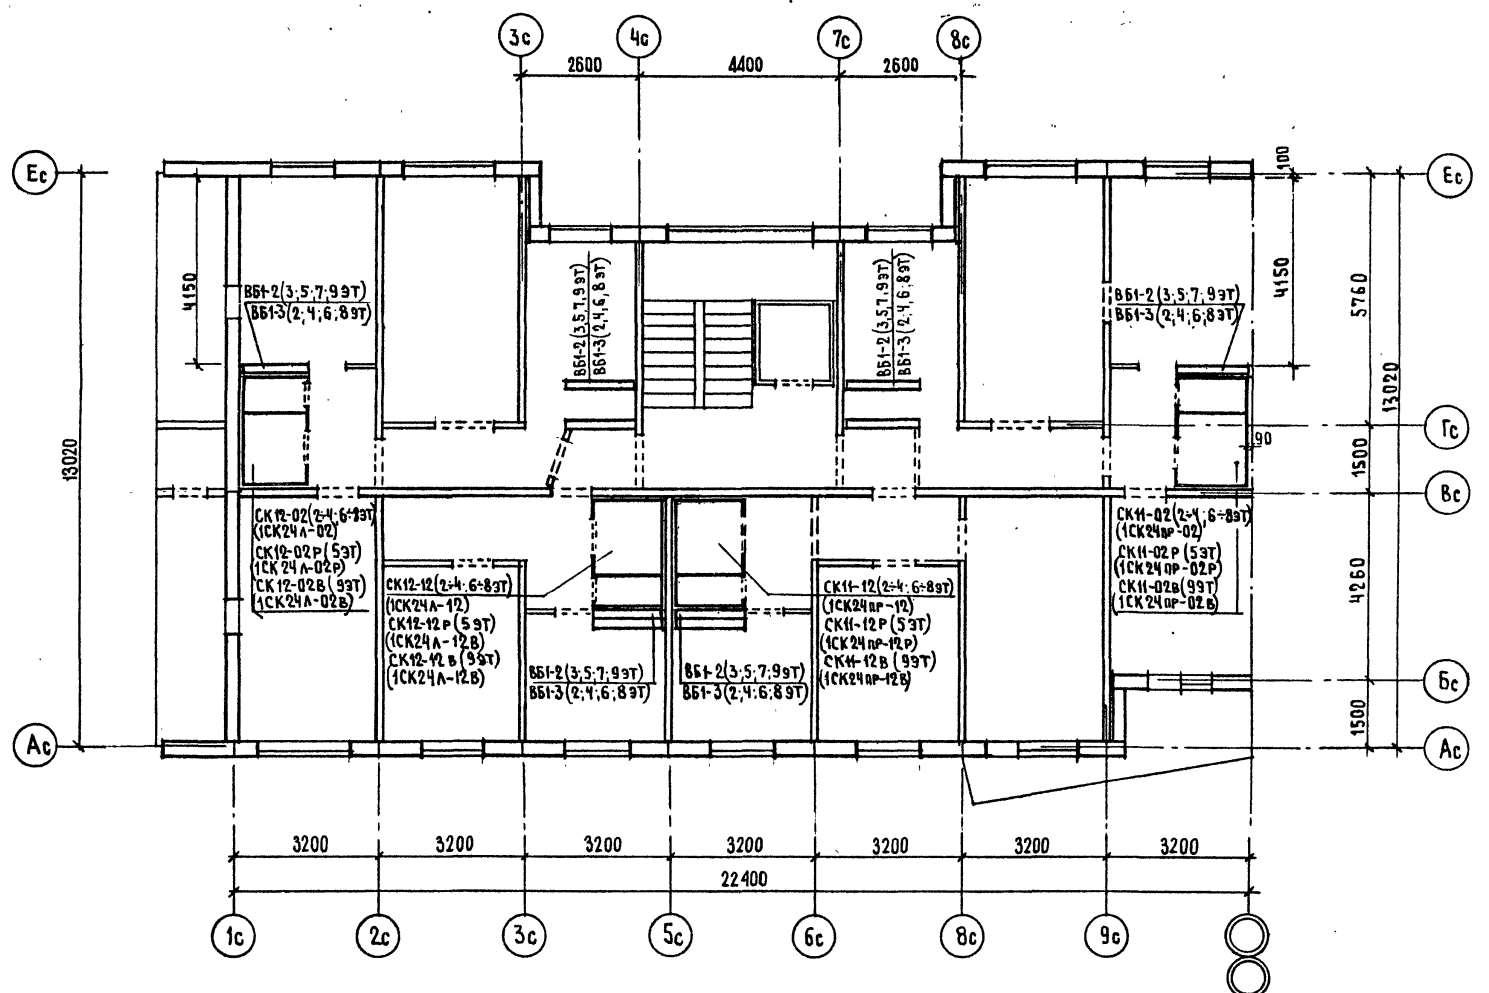 3с
4с
7с
8с
2600
4400
2600
Ес
Ес
100
4150
ВБ1-2(3;5;7;9ЭТ)
ВБ1-3(2;4;6;8ЭТ)
ВБ1-2(3,5,7,9ЭТ)
ВБ1-3(2,4,6,8ЭТ)
ВБ1-2(3,5,7,9ЭТ)
ВБ1-3(2,4,6,8ЭТ)
ВБ1-2(3;5;7;9ЭТ)
ВБ1-3(2;4;6;8ЭТ)
4150
5760
13020
13020
Гс
90
1500
Вс
СК12-02(2÷4;6÷8ЭТ)
(1СК24Л-02)
СК12-02Р(5ЭТ)
(1СК24Л-02Р)
СК12-02В(9ЭТ)
(1СК24Л-02В)
СК12-12(2÷4;6÷8ЭТ)
(1СК24Л-12)
СК12-12Р(5ЭТ)
(1СК24Л-12В)
СК12-12В(9ЭТ)
(1СК24Л-12В)
ВБ1-2(3;5;7;9ЭТ)
ВБ1-3(2;4;6;8ЭТ)
ВБ1-2(3;5;7;9ЭТ)
ВБ1-3(2;4;6;8ЭТ)
СК11-12(2÷4;6÷8ЭТ)
(1СК24ПР-12)
СК11-12Р(5ЭТ)
(1СК24ПР-12Р)
СК11-12В(9ЭТ)
(1СК24ПР-12В)
СК11-02(2÷4;6÷8ЭТ)
(1СК24ПР-02)
СК11-02Р(5ЭТ)
(1СК24ПР-02Р)
СК11-02В(9ЭТ)
(1СК24ПР-02В)
4260
Бс
1500
Ас
Ас
3200
3200
3200
3200
3200
3200
3200
22400
1с
2с
3с
5с
6с
8с
9с